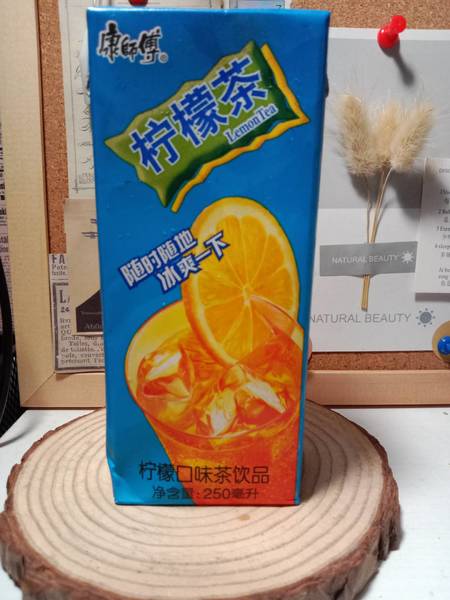 康師傅®
柠檬茶
Lemon Tea
随时随地
冰爽一下
柠檬口味茶饮品
净含量:250毫升
NATURAL BEAUTY
NATURAL BEAUTY